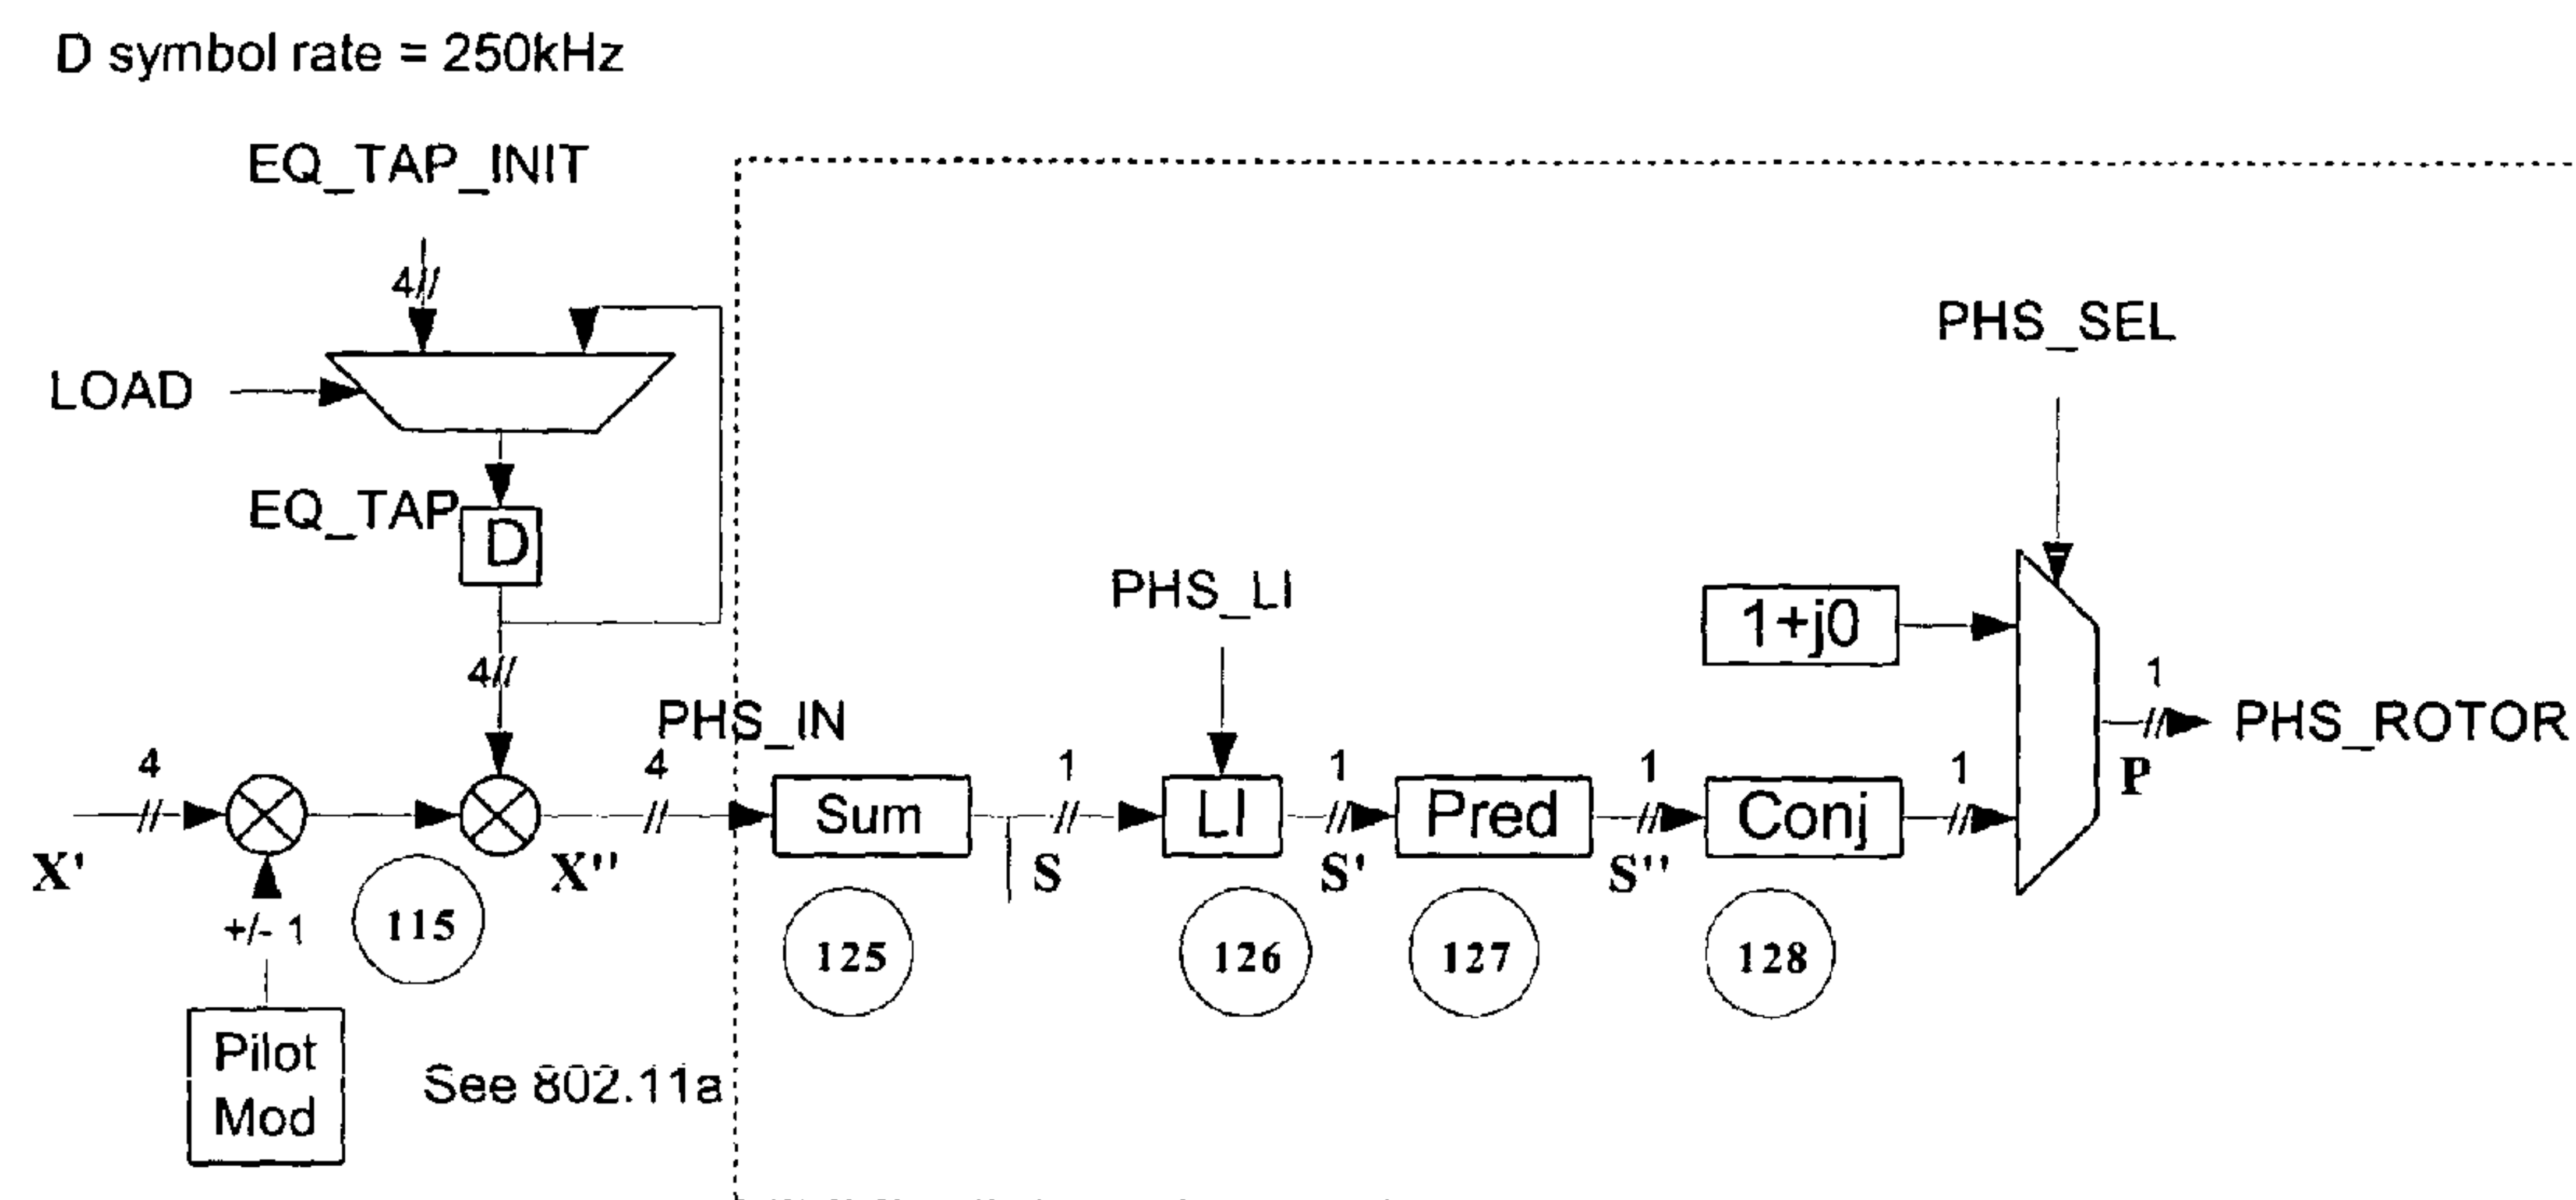 D symbol rate = 250kHz
EQ_TAP_INIT
4
LOAD
PHS_SEL
EQ_TAP
D
PHS_LI
1+j0
4
PHS_IN
1
PHS_ROTOR
P
4
4
Sum
1
LI
1
Pred
1
Conj
1
X'
X''
S
S'
S''
+/- 1
115
125
126
127
128
Pilot
Mod
See 802.11a